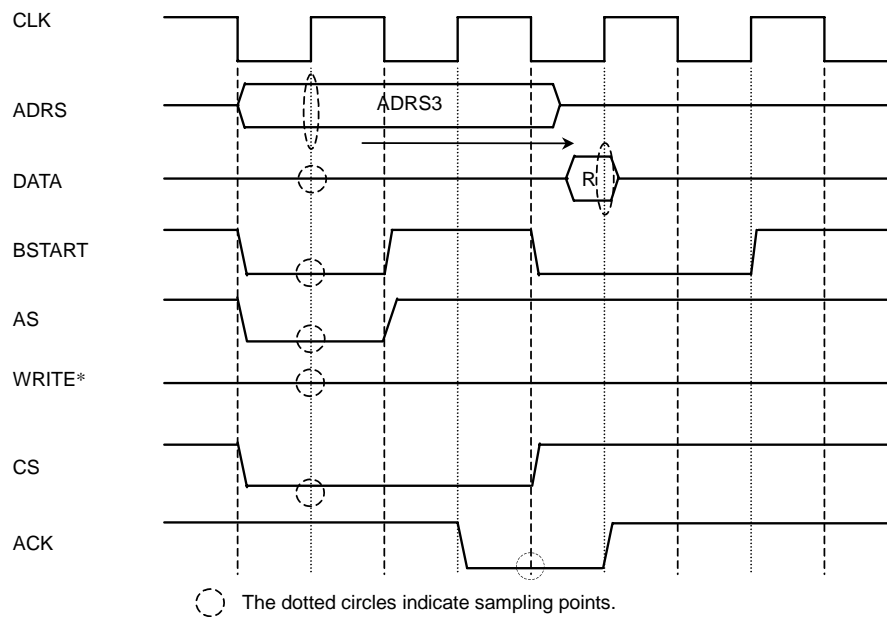 CLK
ADRS
ADRS3
DATA
R
BSTART
AS
WRITE*
CS
ACK
The dotted circles indicate sampling points.